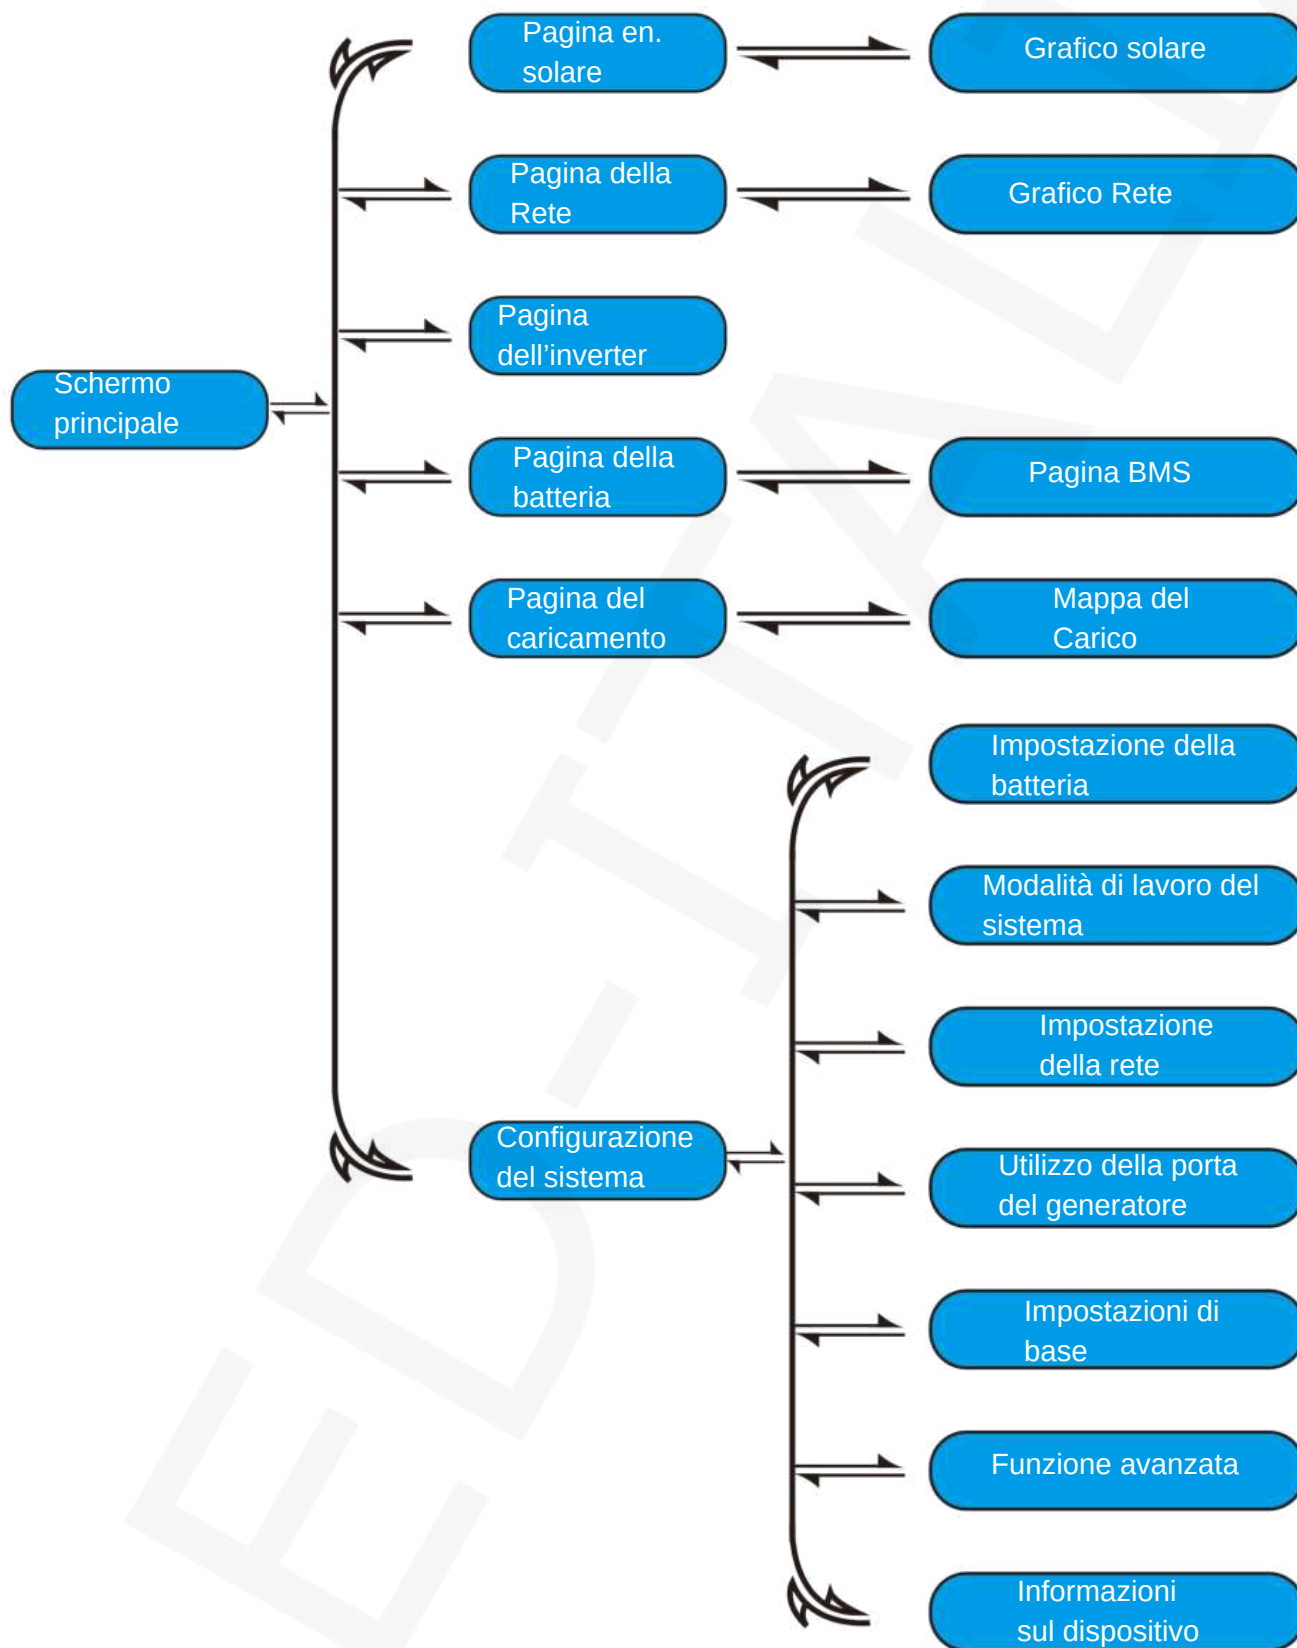 Pagina en.
solare
Grafico solare
Pagina della
Rete
Grafico Rete
Pagina
dell'inverter
Schermo
principale
Pagina della
batteria
Pagina BMS
Pagina del
caricamento
Mappa del
Carico
Impostazione della
batteria
Modalità di lavoro del
sistema
Impostazione
della rete
Configurazione
del sistema
Utilizzo della porta
del generatore
Impostazioni di
base
Funzione avanzata
Informazioni
sul dispositivo
ED-ITAL